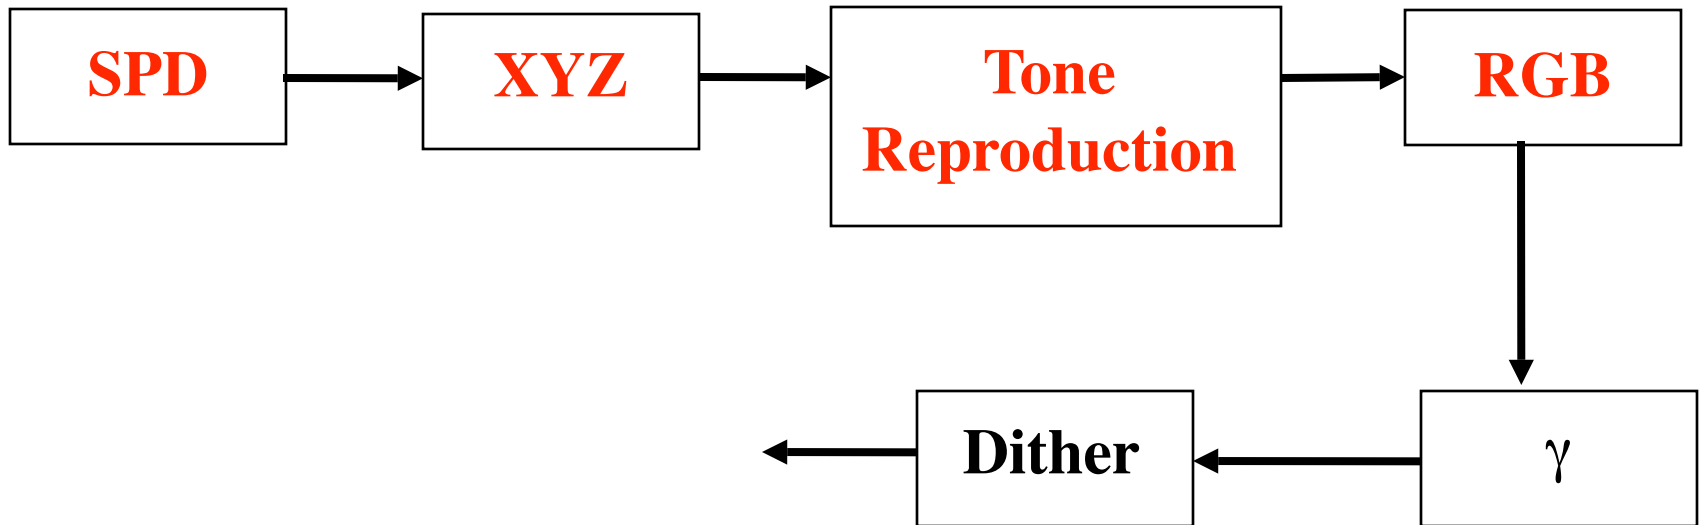 SPD
XYZ
Tone
Reproduction
RGB
γ
Dither